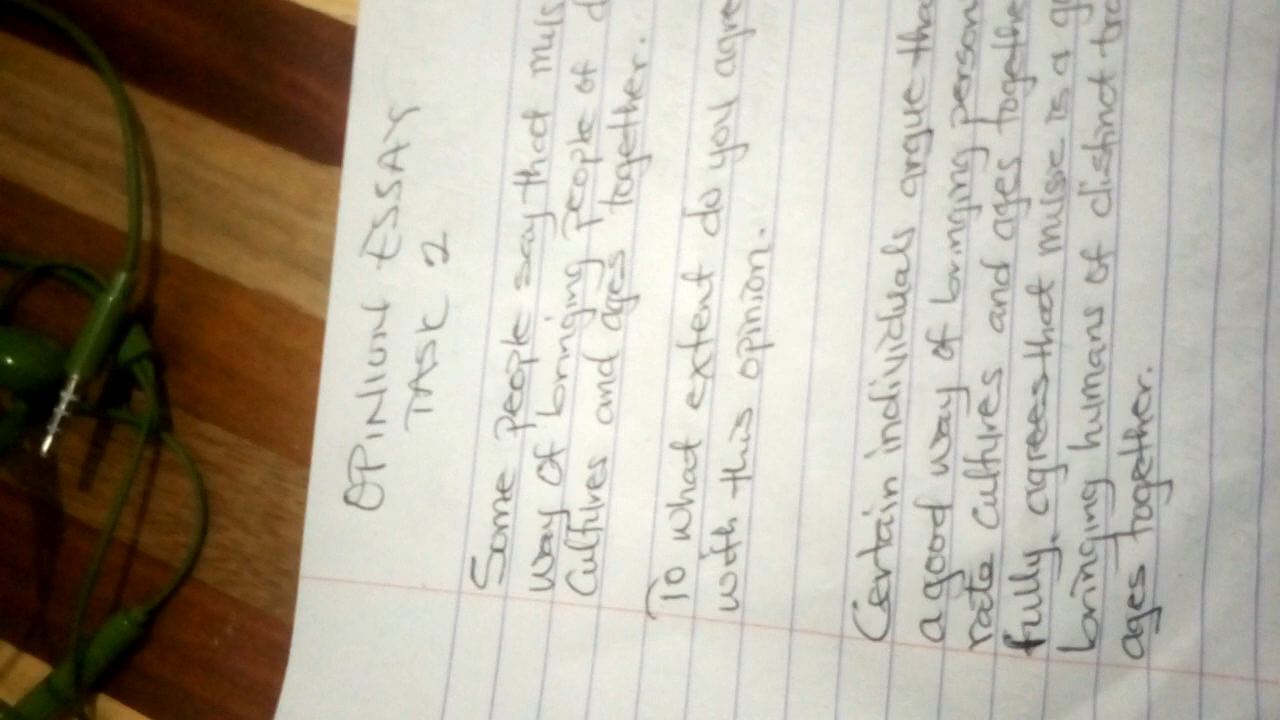 OPINION ESSAY
TASK 2
Some people say that mus
way of bringing people of d
cultures and ages together.
To what extent do you agre
with this opinion.
Certain individuals argue tha
a good way of bringing person
rate cultures and ages togethe
fully, agrees that music is a go
bringing humans of distinct tra
ages together.